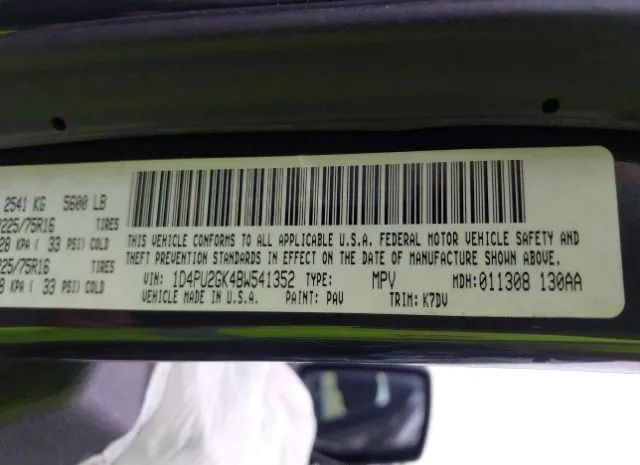 2541 KG 5600 LB
225/75R16 TIRES
28 KPA ( 33 PSI) COLD
25/75R16 TIRES
8 KPA ( 33 PSI) COLD
THIS VEHICLE CONFORMS TO ALL APPLICABLE U.S.A. FEDERAL MOTOR VEHICLE SAFETY, BUMPER, AND
THEFT PREVENTION STANDARDS IN EFFECT ON THE DATE OF MANUFACTURE SHOWN ABOVE.
VIN: 1D4PU2GK4BW541352 TYPE: MPV MDH: 011308 130AA
VEHICLE MADE IN U.S.A. PAINT: PAV TRIM: K7DV